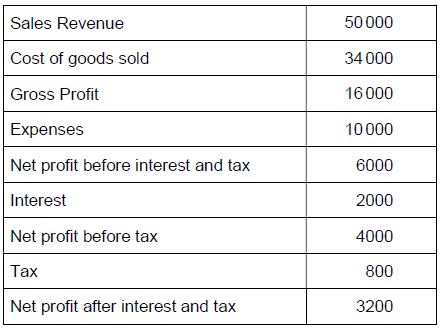 Sales Revenue 50 000
Cost of goods sold 34 000
Gross Profit 16 000
Expenses 10 000
Net profit before interest and tax 6000
Interest 2000
Net profit before tax 4000
Tax 800
Net profit after interest and tax 3200